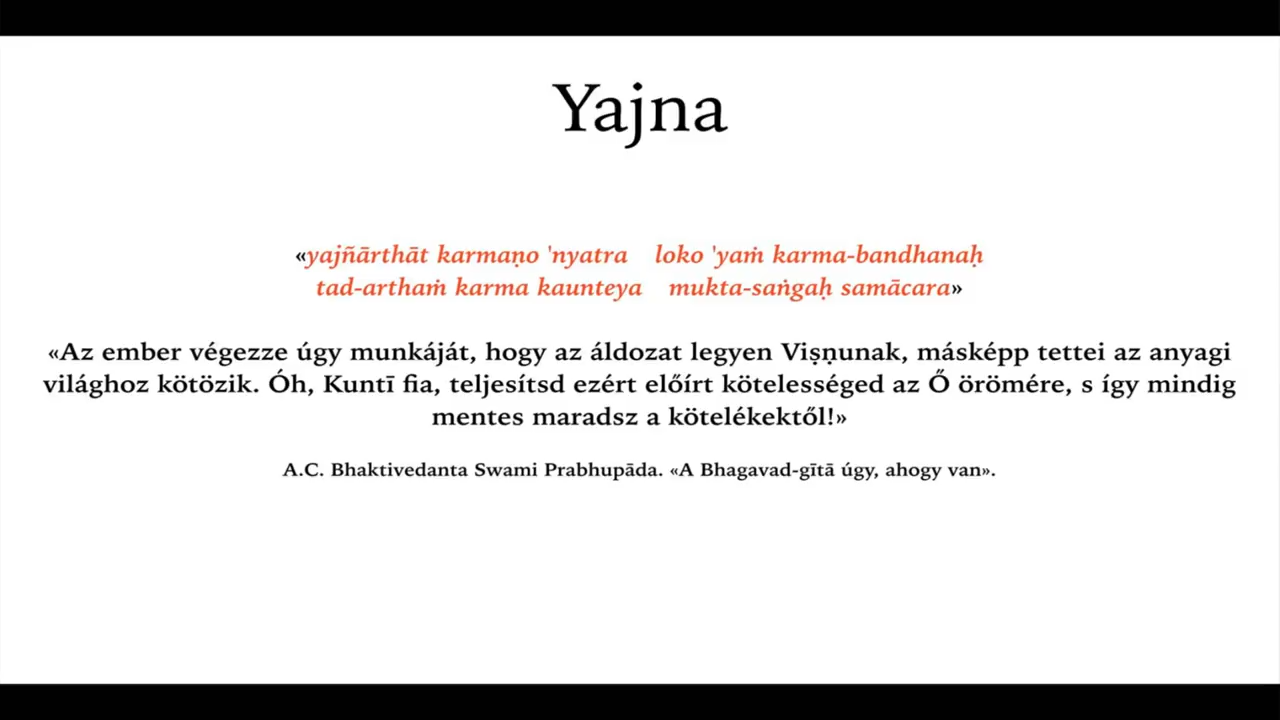 Yajna
«yajñārthāt karmaṇo 'nyatra loko 'yaṁ karma-bandhanaḥ
tad-arthaṁ karma kaunteya mukta-saṅgaḥ samācara»
«Az ember végezze úgy munkáját, hogy az áldozat legyen Viṣṇunak, másképp tettei az anyagi
világhoz kötözik. Óh, Kuntī fia, teljesítsd ezért előírt kötelességed az Ő örömére, s így mindig
mentes maradsz a kötelékektől!»
A.C. Bhaktivedanta Swami Prabhupāda. «A Bhagavad-gītā úgy, ahogy van».